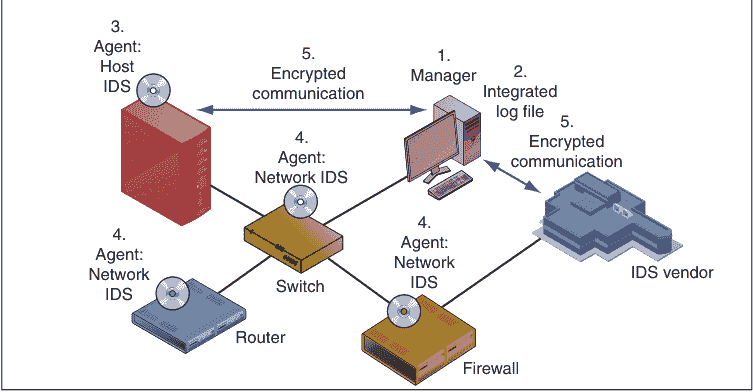 3.
Agent:
Host
IDS
5.
Encrypted
communication
1.
Manager
2.
Integrated
log file
5.
Encrypted
communication
4.
Agent:
Network IDS
4.
Agent:
Network
IDS
4.
Agent:
Network
IDS
Switch
IDS vendor
Router
Firewall